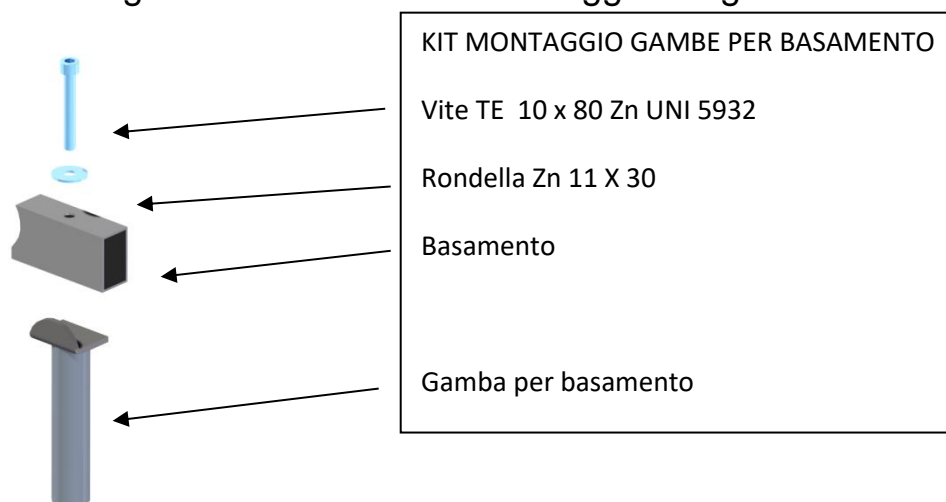 KIT MONTAGGIO GAMBE PER BASAMENTO
Vite TE 10 x 80 Zn UNI 5932
Rondella Zn 11 X 30
Basamento
Gamba per basamento